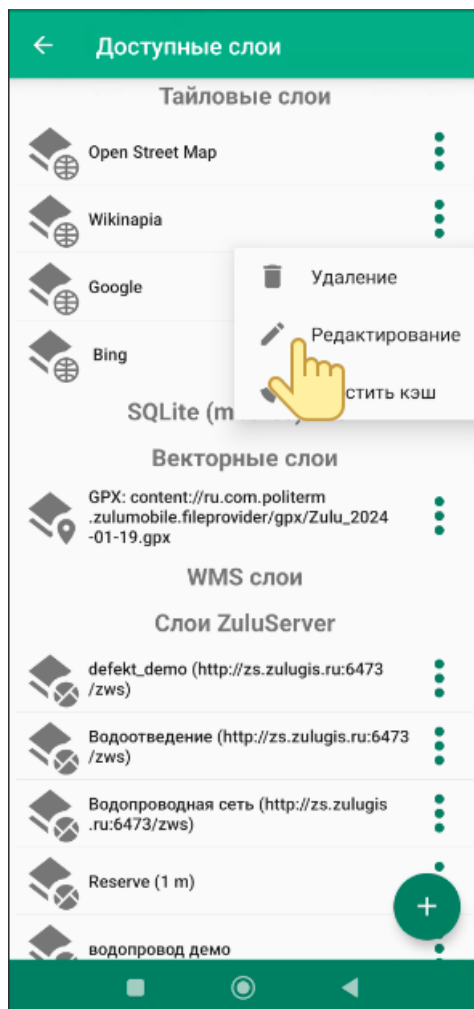 Доступные слои
Тайловые слои
Open Street Map
Wikinapia
Google
Удаление
Редактирование
Bing
стить кэш
SQLite (m
Векторные слои
GPX: content://ru.com.politerm
.zulumobile.fileprovider/gpx/Zulu_2024
-01-19.gpx
WMS слои
Слои ZuluServer
defekt_demo (http://zs.zulugis.ru:6473
/zws)
Водоотведение (http://zs.zulugis.ru:6473
/zws)
Водопроводная сеть (http://zs.zulugis
.ru:6473/zws)
Reserve (1 m)
водопровод демо